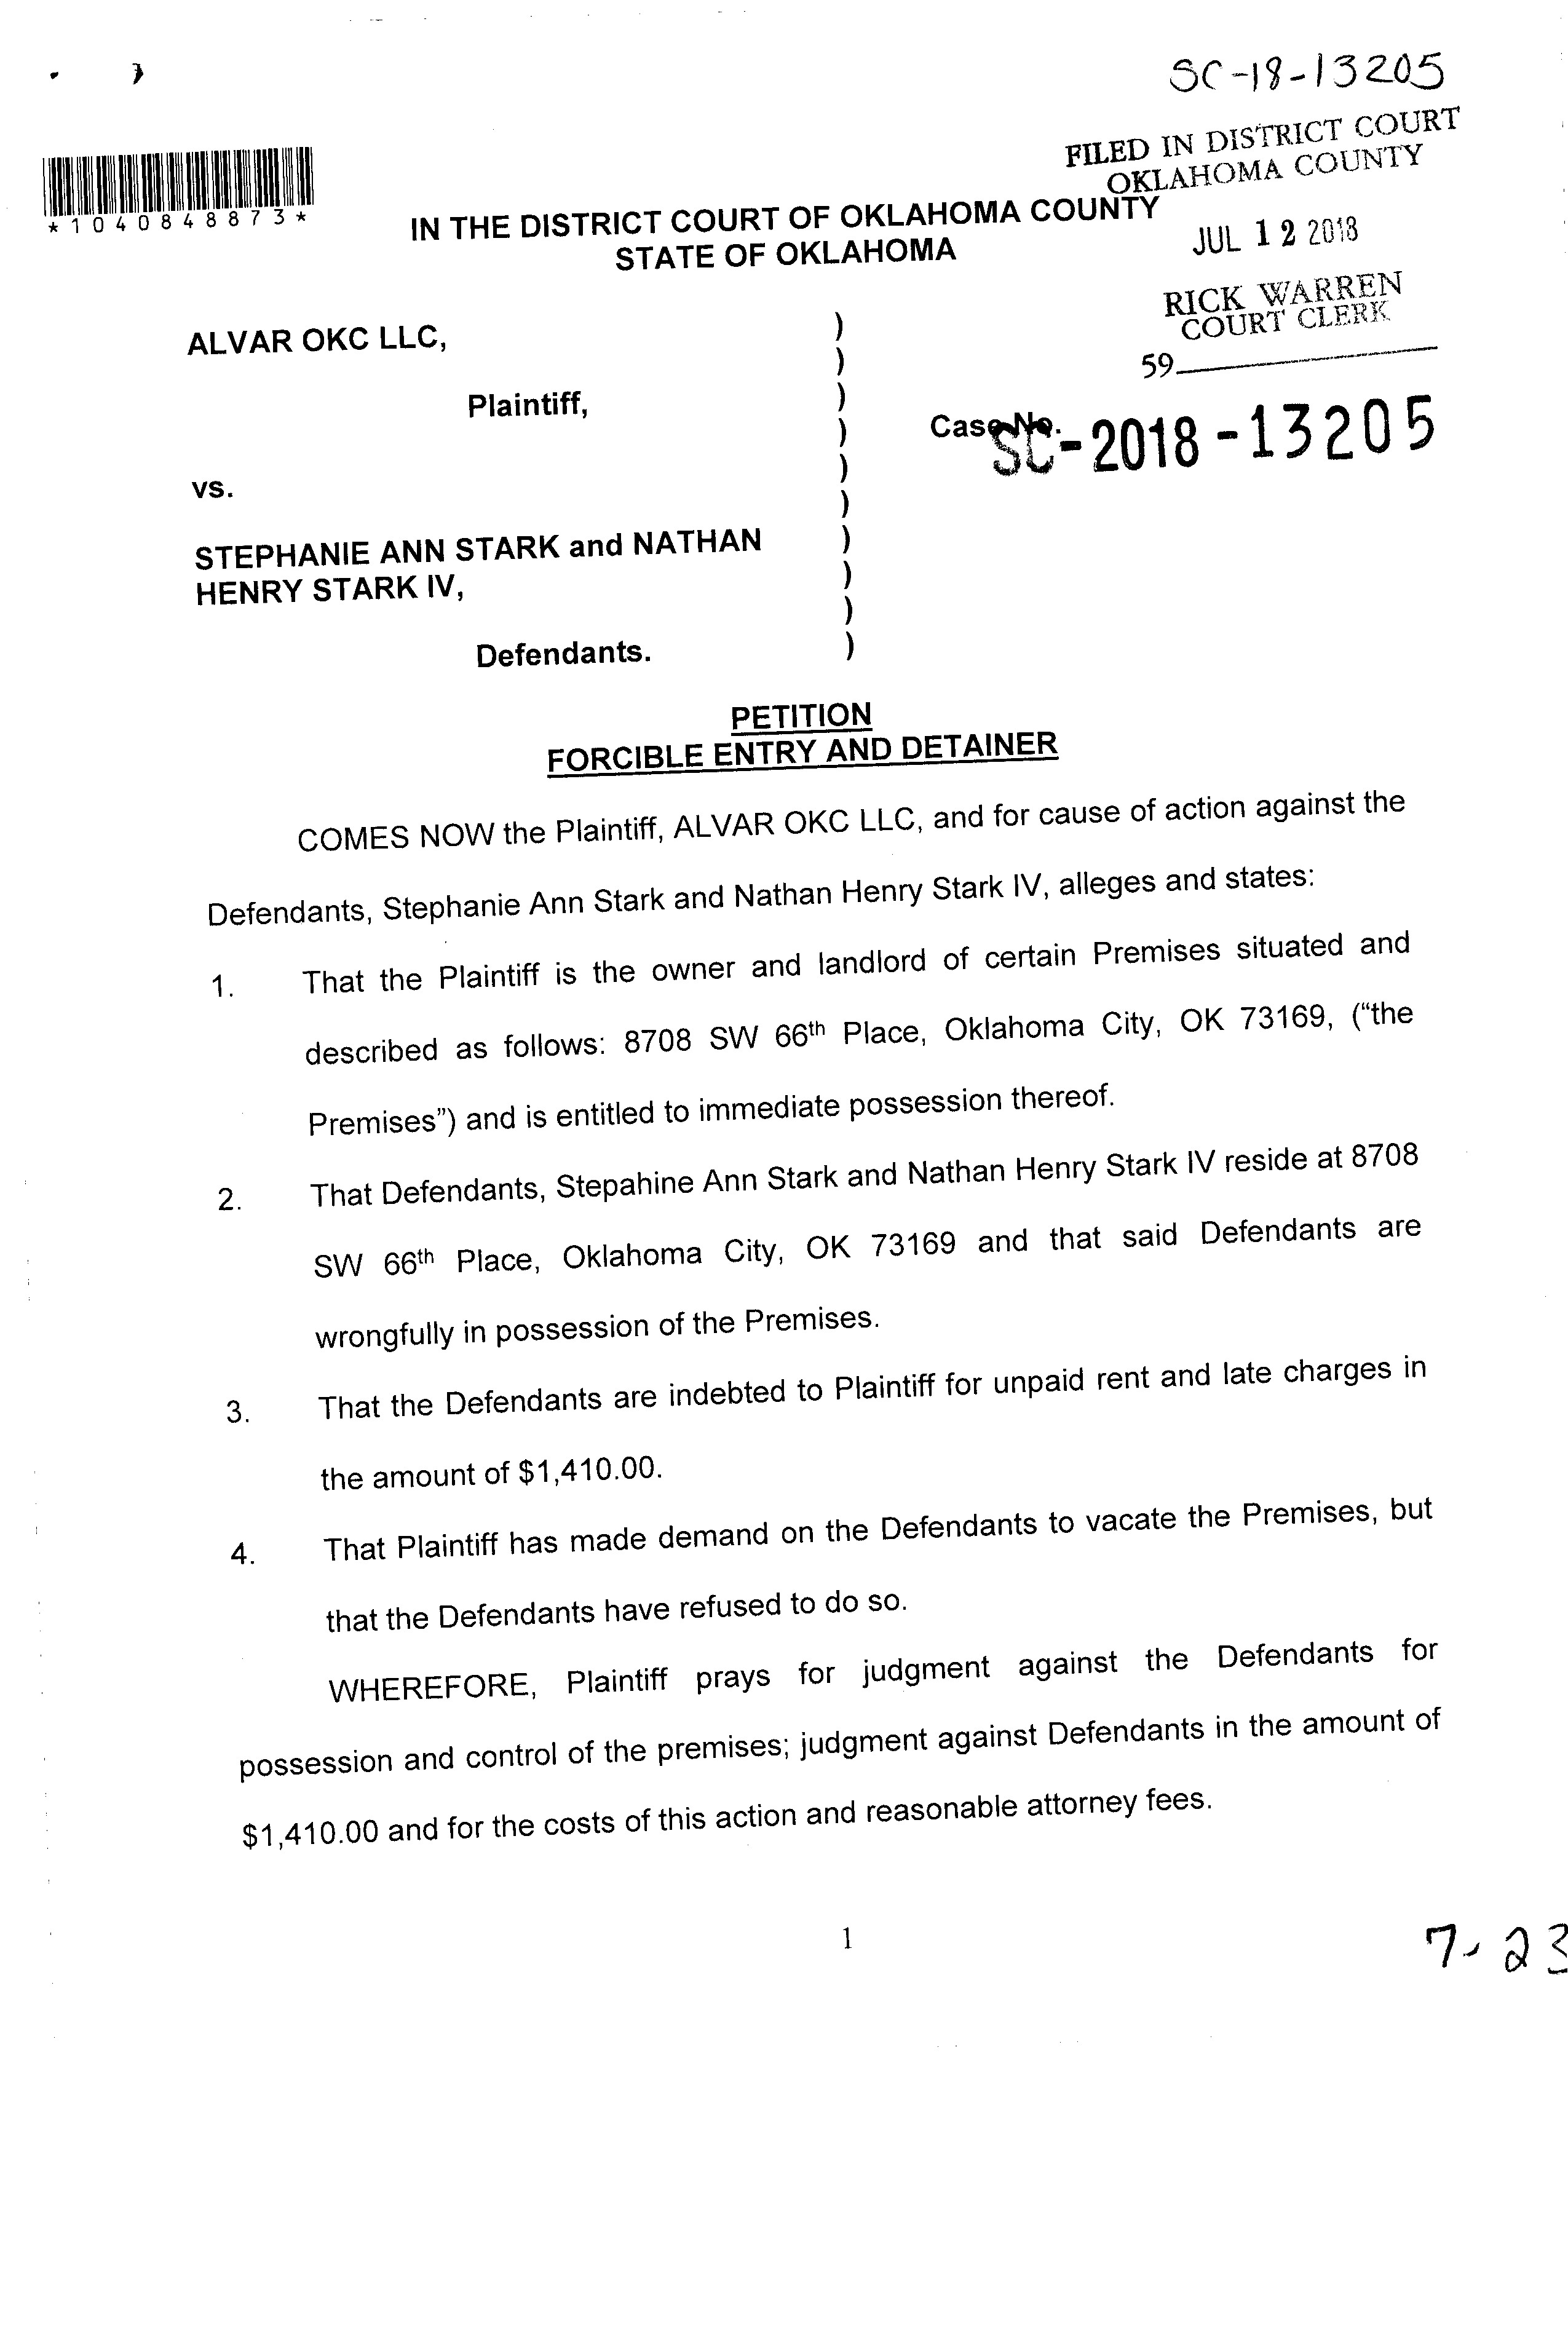 SC-18-13205
FILED IN DISTRICT COURT
OKLAHOMA COUNTY
*1040848873*
IN THE DISTRICT COURT OF OKLAHOMA COUNTY
STATE OF OKLAHOMA
JUL 12 2018
RICK WARREN
COURT CLERK
59
ALVAR OKC LLC, )
)
Plaintiff, )
Case No. SC-2018-13205
)
vs. )
)
STEPHANIE ANN STARK and NATHAN )
HENRY STARK IV, )
)
Defendants. )
PETITION
FORCIBLE ENTRY AND DETAINER
COMES NOW the Plaintiff, ALVAR OKC LLC, and for cause of action against the
Defendants, Stephanie Ann Stark and Nathan Henry Stark IV, alleges and states:
1. That the Plaintiff is the owner and landlord of certain Premises situated and
described as follows: 8708 SW 66th Place, Oklahoma City, OK 73169, (“the
Premises”) and is entitled to immediate possession thereof.
2. That Defendants, Stepahine Ann Stark and Nathan Henry Stark IV reside at 8708
SW 66th Place, Oklahoma City, OK 73169 and that said Defendants are
wrongfully in possession of the Premises.
3. That the Defendants are indebted to Plaintiff for unpaid rent and late charges in
the amount of $1,410.00.
4. That Plaintiff has made demand on the Defendants to vacate the Premises, but
that the Defendants have refused to do so.
WHEREFORE, Plaintiff prays for judgment against the Defendants for
possession and control of the premises; judgment against Defendants in the amount of
$1,410.00 and for the costs of this action and reasonable attorney fees.
1
7-23